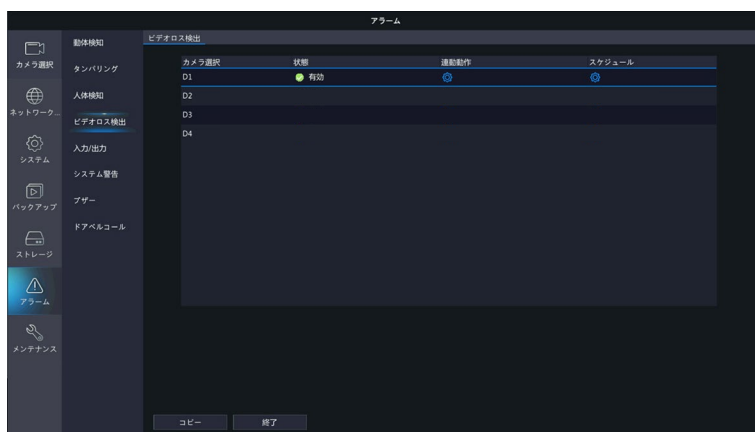 アラーム
カメラ選択
ネットワーク...
システム
バックアップ
ストレージ
アラーム
メンテナンス
動体検知
タンパリング
人体検知
ビデオロス検出
入力/出力
システム警告
ブザー
ドアベルコール
ビデオロス検出
カメラ選択 状態 連動動作 スケジュール
D1 有効
D2
D3
D4
コピー 終了